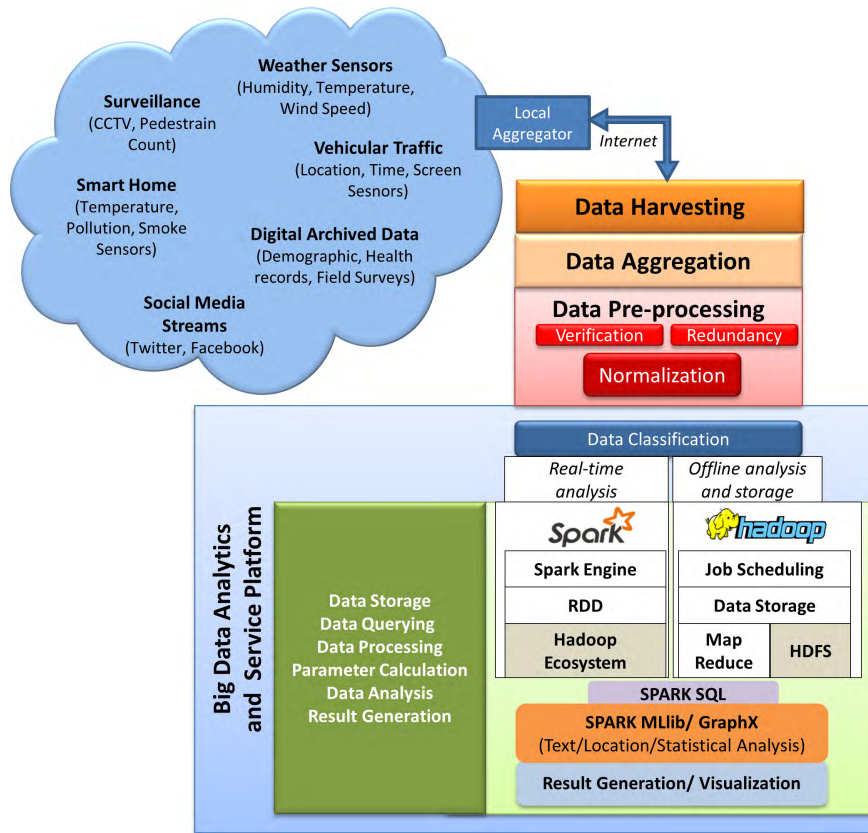 Weather Sensors
(Humidity, Temperature,
Wind Speed)
Surveillance
(CCTV, Pedestrain
Count)
Vehicular Traffic
(Location, Time, Screen
Sesnors)
Smart Home
(Temperature,
Pollution, Smoke
Sensors)
Digital Archived Data
(Demographic, Health
records, Field Surveys)
Social Media
Streams
(Twitter, Facebook)
Local
Aggregator
Internet
Data Harvesting
Data Aggregation
Data Pre-processing
Verification
Redundancy
Normalization
Big Data Analytics
and Service Platform
Data Classification
Real-time
analysis
Offline analysis
and storage
Data Storage
Data Querying
Data Processing
Parameter Calculation
Data Analysis
Result Generation
Spark
Spark Engine
RDD
Hadoop
Ecosystem
hadoop
Job Scheduling
Data Storage
Map
Reduce
HDFS
SPARK SQL
SPARK MLlib/ GraphX
(Text/Location/Statistical Analysis)
Result Generation/ Visualization